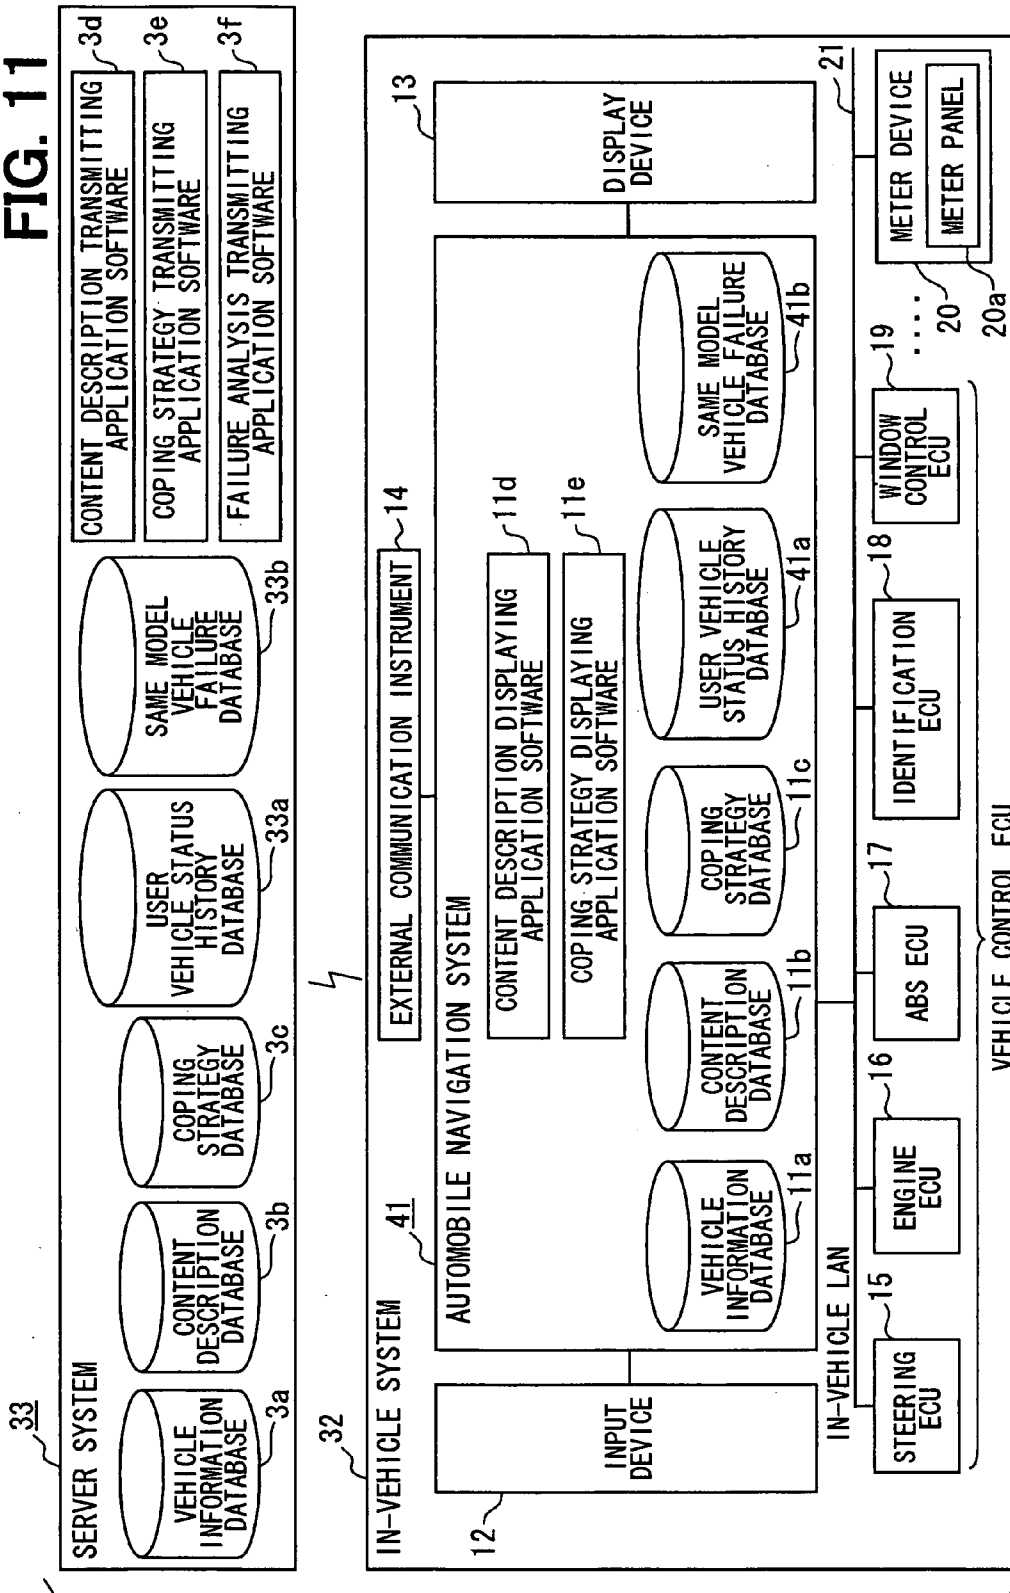 FIG. 11
33
SERVER SYSTEM
VEHICLE
INFORMATION
DATABASE
3a
CONTENT
DESCRIPTION
DATABASE
3b
COPING
STRATEGY
DATABASE
3c
USER
VEHICLE STATUS
HISTORY
DATABASE
33a
SAME MODEL
VEHICLE
FAILURE
DATABASE
33b
CONTENT DESCRIPTION TRANSMITTING
APPLICATION SOFTWARE
3d
COPING STRATEGY TRANSMITTING
APPLICATION SOFTWARE
3e
FAILURE ANALYSIS TRANSMITTING
APPLICATION SOFTWARE
3f
32
IN-VEHICLE SYSTEM
EXTERNAL COMMUNICATION INSTRUMENT
14
41
AUTOMOBILE NAVIGATION SYSTEM
CONTENT DESCRIPTION DISPLAYING
APPLICATION SOFTWARE
11d
COPING STRATEGY DISPLAYING
APPLICATION SOFTWARE
11e
12
INPUT
DEVICE
13
DISPLAY
DEVICE
VEHICLE
INFORMATION
DATABASE
11a
CONTENT
DESCRIPTION
DATABASE
11b
COPING
STRATEGY
DATABASE
11c
USER VEHICLE
STATUS HISTORY
DATABASE
41a
SAME MODEL
VEHICLE FAILURE
DATABASE
41b
IN-VEHICLE LAN
21
15
STEERING
ECU
16
ENGINE
ECU
17
ABS ECU
18
IDENTIFICATION
ECU
19
WINDOW
CONTROL
ECU
.....
20
METER DEVICE
METER PANEL
20a
VEHICLE CONTROL ECU